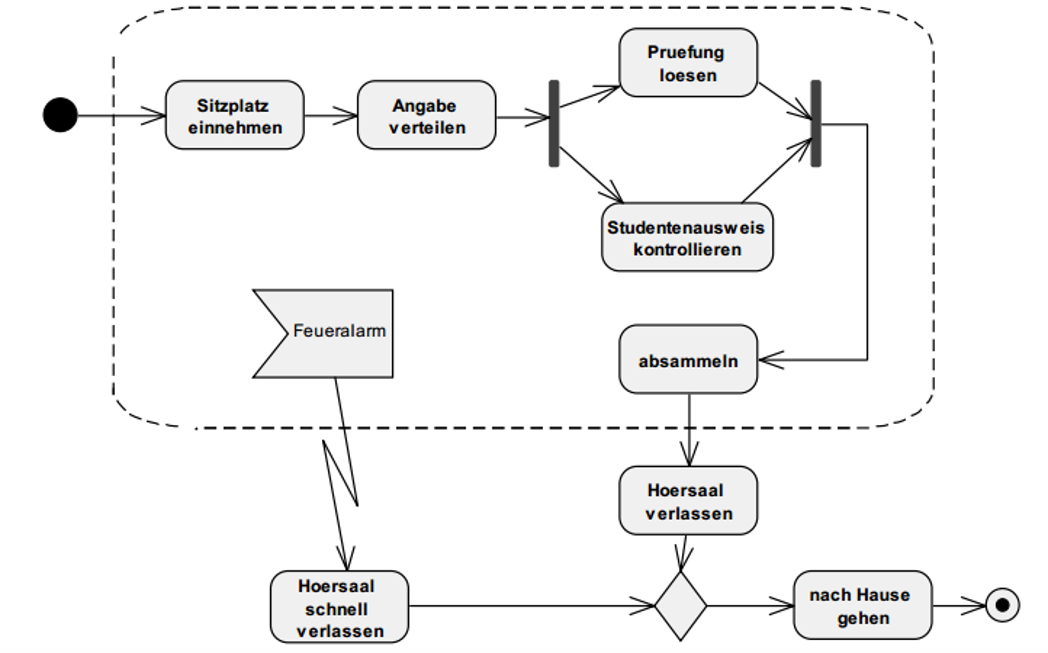 Pruefung
loesen
Sitzplatz
einnehmen
Angabe
verteilen
Studentenausweis
kontrollieren
Feueralarm
absammeln
Hoersaal
verlassen
Hoersaal
schnell
verlassen
nach Hause
gehen